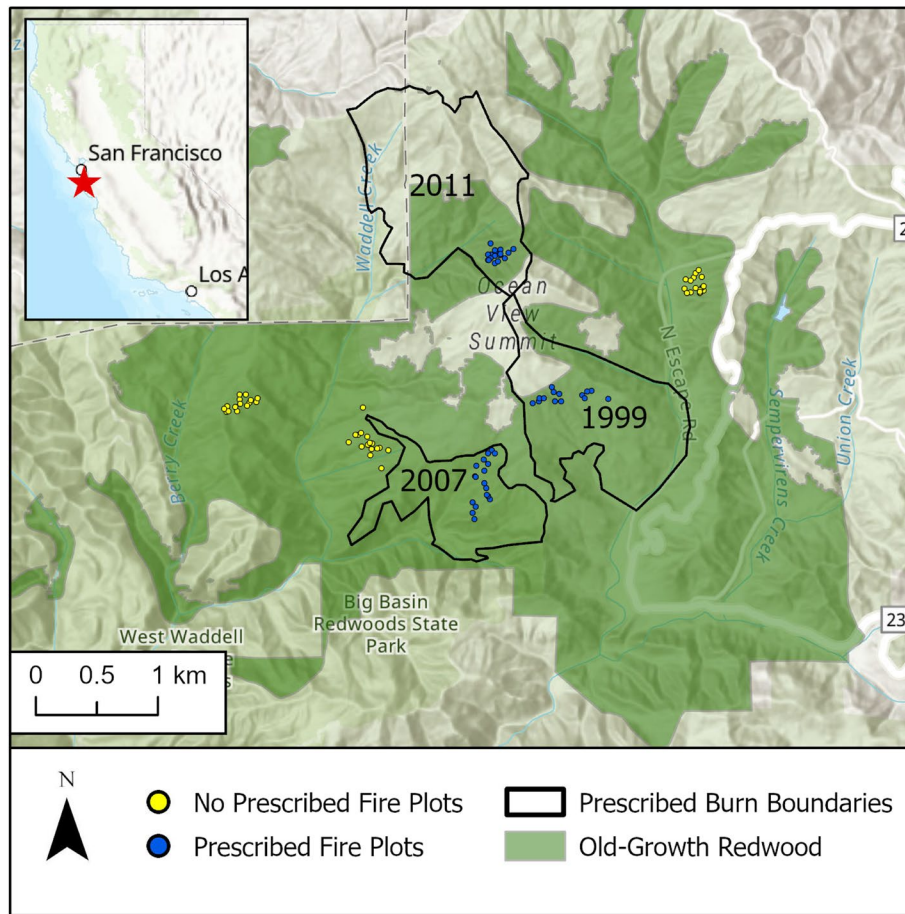 San Francisco
Los A
Waddell Creek
2011
Ocean
View
Summit
N Escape Rd
1999
2007
Berry Creek
Sempervirens Creek
Union Creek
2
23
Big Basin
Redwoods State
Park
West Waddell
0 0.5 1 km
N
No Prescribed Fire Plots
Prescribed Fire Plots
Prescribed Burn Boundaries
Old-Growth Redwood